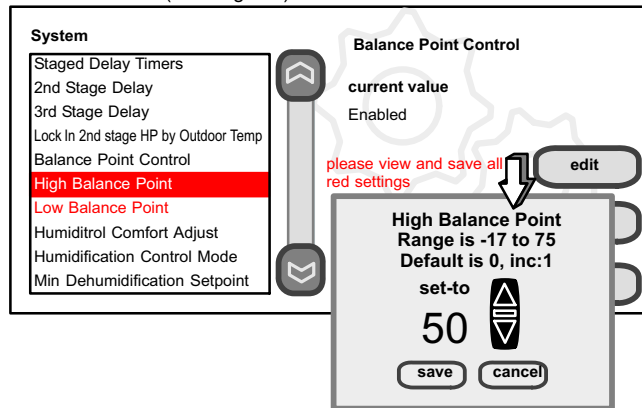 System
Staged Delay Timers
2nd Stage Delay
3rd Stage Delay
Lock In 2nd stage HP by Outdoor Temp
Balance Point Control
High Balance Point
Low Balance Point
Humiditrol Comfort Adjust
Humidification Control Mode
Min Dehumidification Setpoint
Balance Point Control
current value
Enabled
please view and save all
red settings
edit
High Balance Point
Range is -17 to 75
Default is 0, inc:1
set-to
50
save
cancel